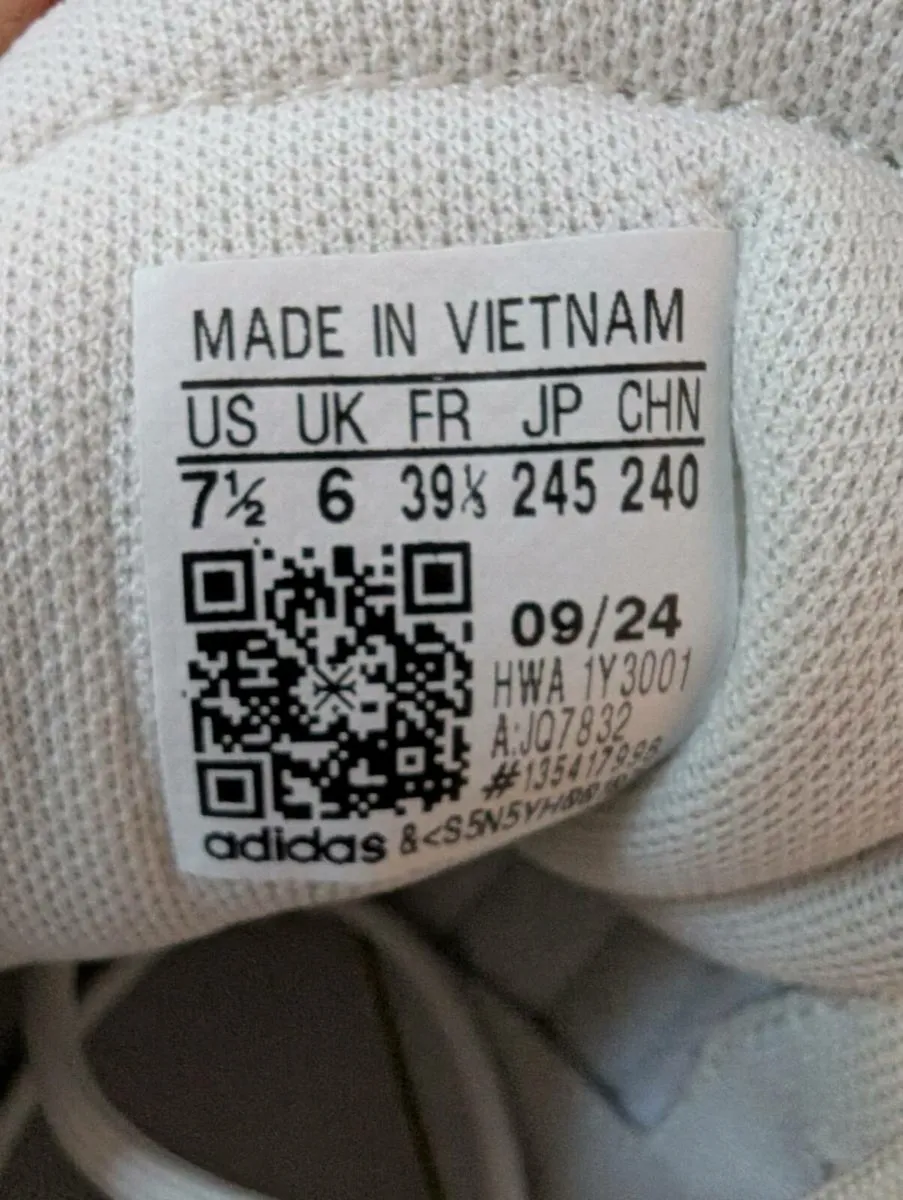 MADE IN VIETNAM
US UK FR JP CHN
7½ 6 39⅓ 245 240
09/24
HWA 1Y3001
A:JQ7832
#135417998
adidas